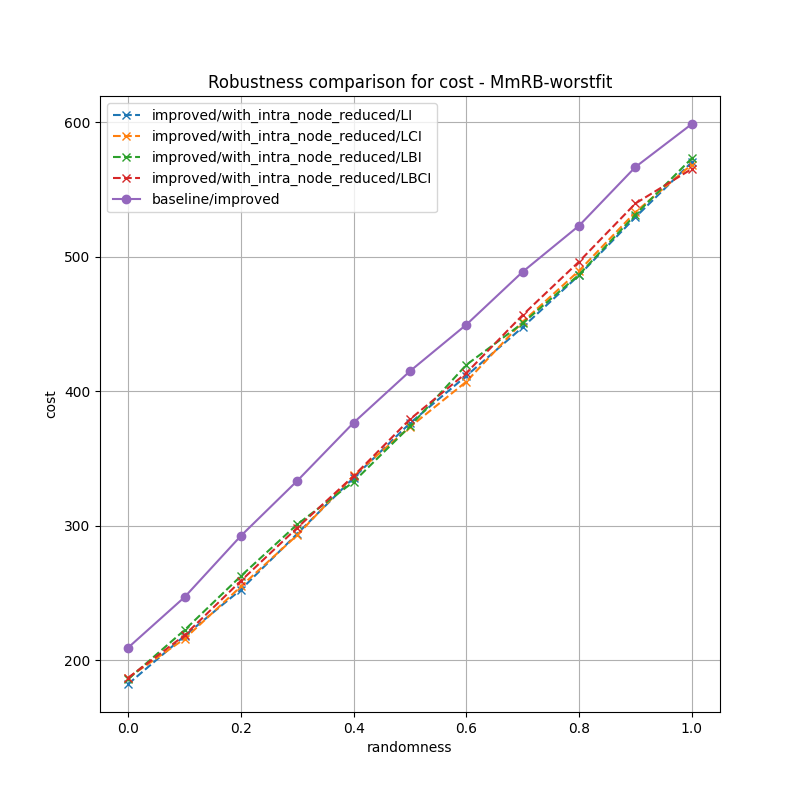 Robustness comparison for cost - MmRB-worstfit
improved/with_intra_node_reduced/LI
improved/with_intra_node_reduced/LCI
improved/with_intra_node_reduced/LBI
improved/with_intra_node_reduced/LBCI
baseline/improved
600
500
400
300
200
cost
0.0 0.2 0.4 0.6 0.8 1.0
randomness